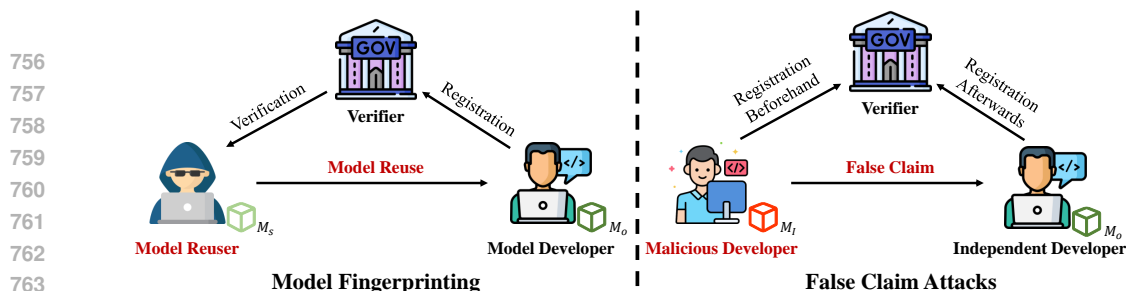 756
757
758
759
760
761
762
763
GOV
Verifier
Verification
Registration
Model Reuse
</>
M_s
Model Reuser
M_o
Model Developer
Model Fingerprinting
GOV
Verifier
Registration
Beforehand
Registration
Afterwards
False Claim
</>
</>
M_I
Malicious Developer
M_o
Independent Developer
False Claim Attacks